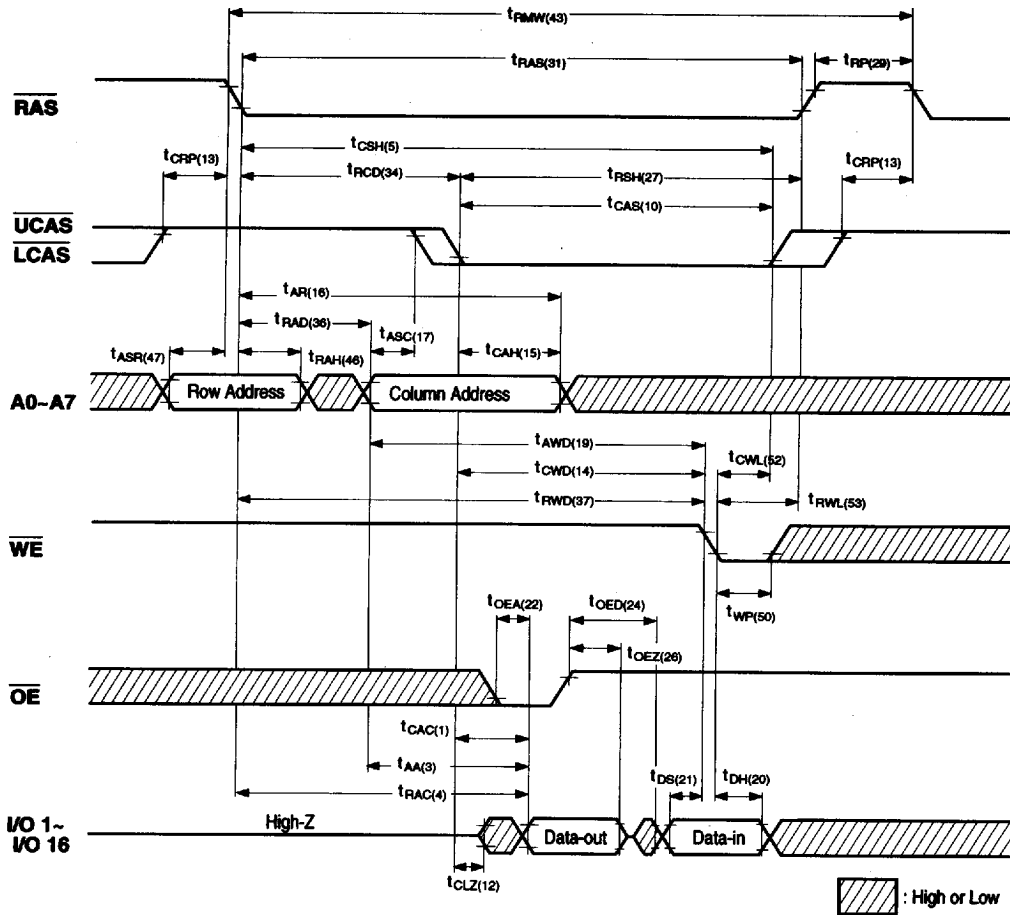 tRMW(43)
tRAS(31)
tRP(29)
RAS
tCSH(5)
tCRP(13)
tRCD(34)
tRSH(27)
tCRP(13)
tCAS(10)
UCAS
LCAS
tAR(16)
tRAD(36)
tASC(17)
tASR(47)
tRAH(46)
tCAH(15)
A0~A7
Row Address
Column Address
tAWD(19)
tCWD(14)
tCWL(52)
tRWD(37)
tRWL(53)
WE
tOEA(22)
tOED(24)
tWP(50)
tOEZ(26)
OE
tCAC(1)
tAA(3)
tDS(21)
tDH(20)
tRAC(4)
I/O 1~
I/O 16
High-Z
Data-out
Data-in
tCLZ(12)
: High or Low